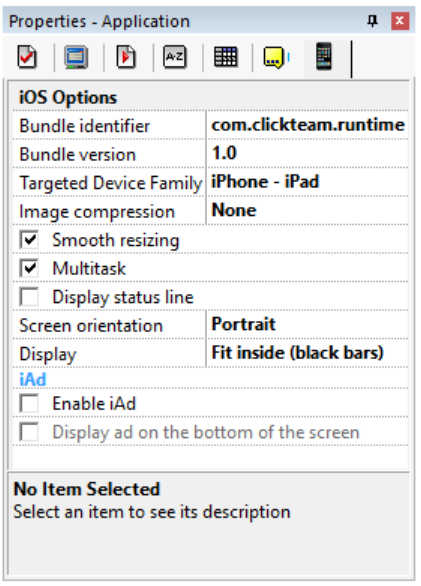 Properties - Application
A-Z
iOS Options
Bundle identifier com.clickteam.runtime
Bundle version 1.0
Targeted Device Family iPhone - iPad
Image compression None
Smooth resizing
Multitask
Display status line
Screen orientation Portrait
Display Fit inside (black bars)
iAd
Enable iAd
Display ad on the bottom of the screen
No Item Selected
Select an item to see its description